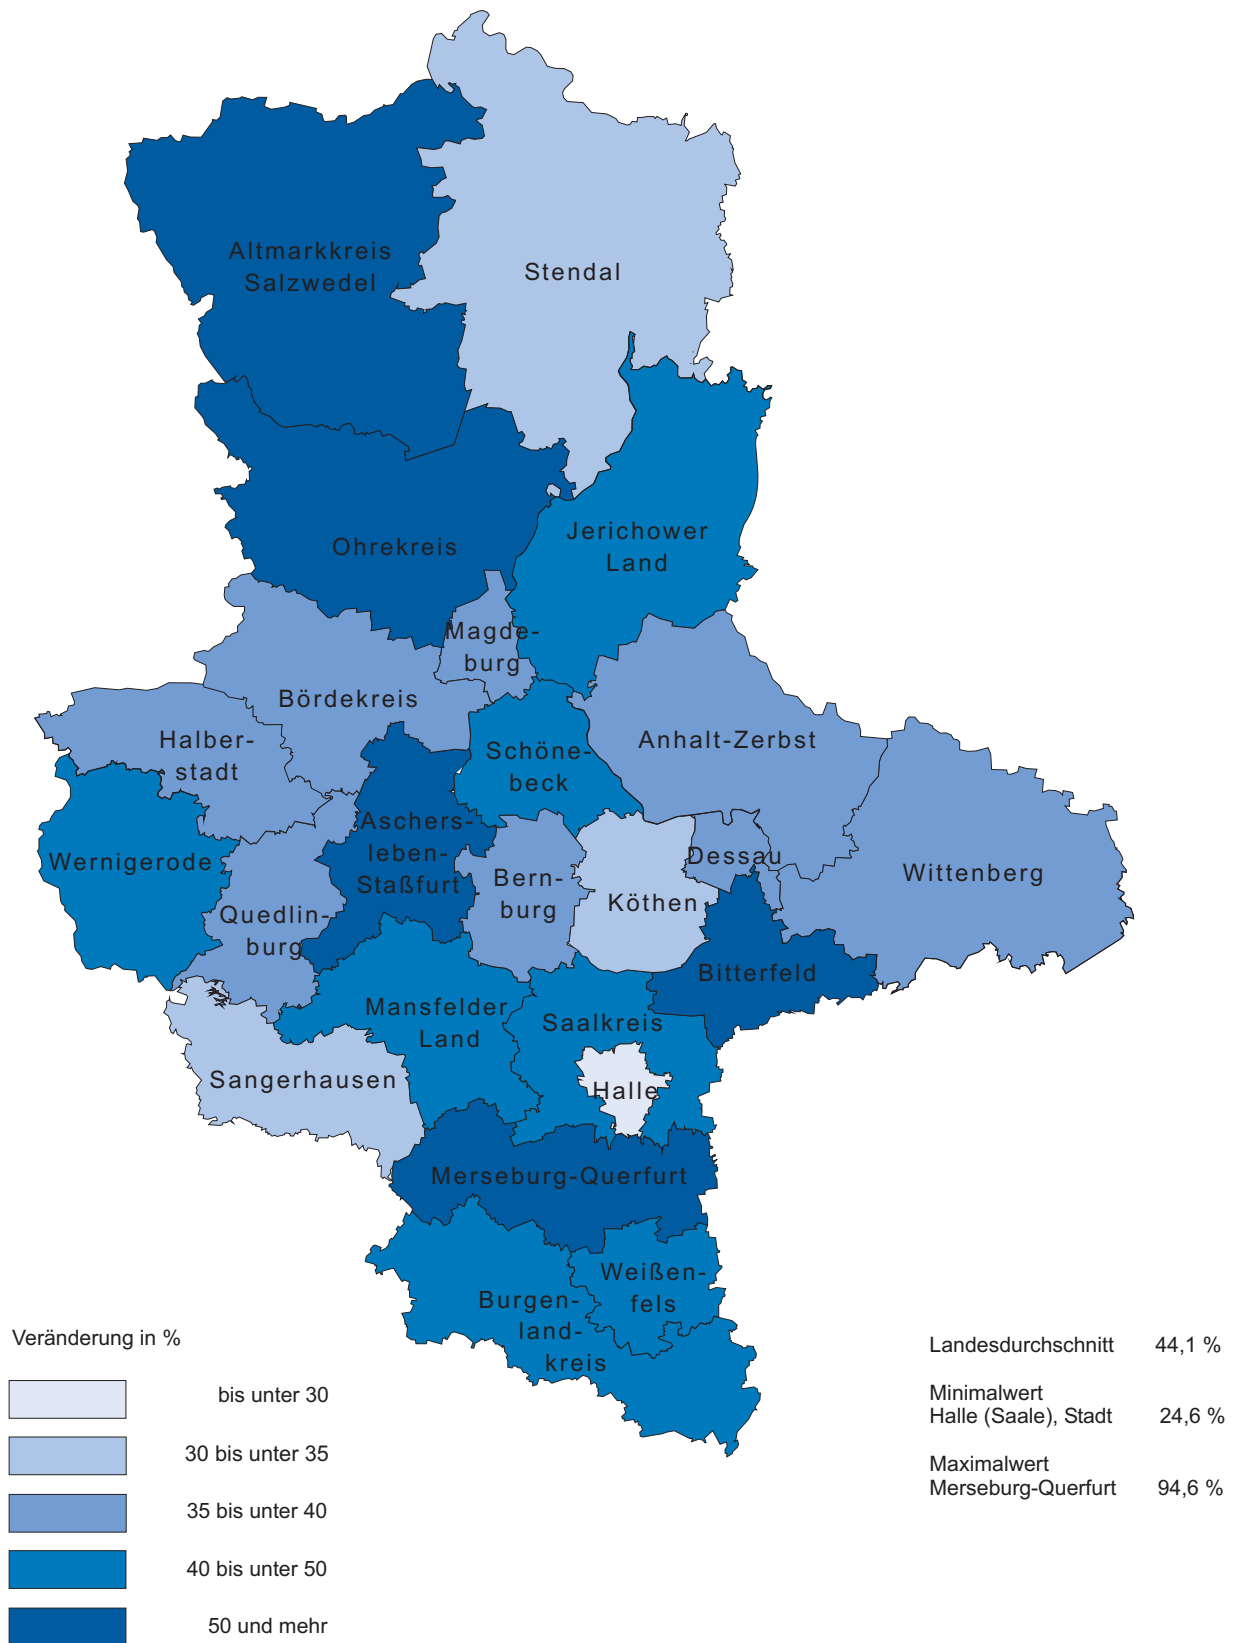 Altmarkkreis
Salzwedel
Stendal
Jerichower
Land
Ohrekreis
Magde-
burg
Bördekreis
Halber-
stadt
Anhalt-Zerbst
Schöne-
beck
Aschers-
leben-
Staßfurt
Wernigerode
Dessau
Wittenberg
Bern-
burg
Köthen
Quedlin-
burg
Bitterfeld
Mansfelder
Land
Saalkreis
Sangerhausen
Halle
Merseburg-Querfurt
Weißen-
fels
Burgen-
land-
kreis
Veränderung in %
bis unter 30
30 bis unter 35
35 bis unter 40
40 bis unter 50
50 und mehr
Landesdurchschnitt 44,1 %
Minimalwert
Halle (Saale), Stadt 24,6 %
Maximalwert
Merseburg-Querfurt 94,6 %